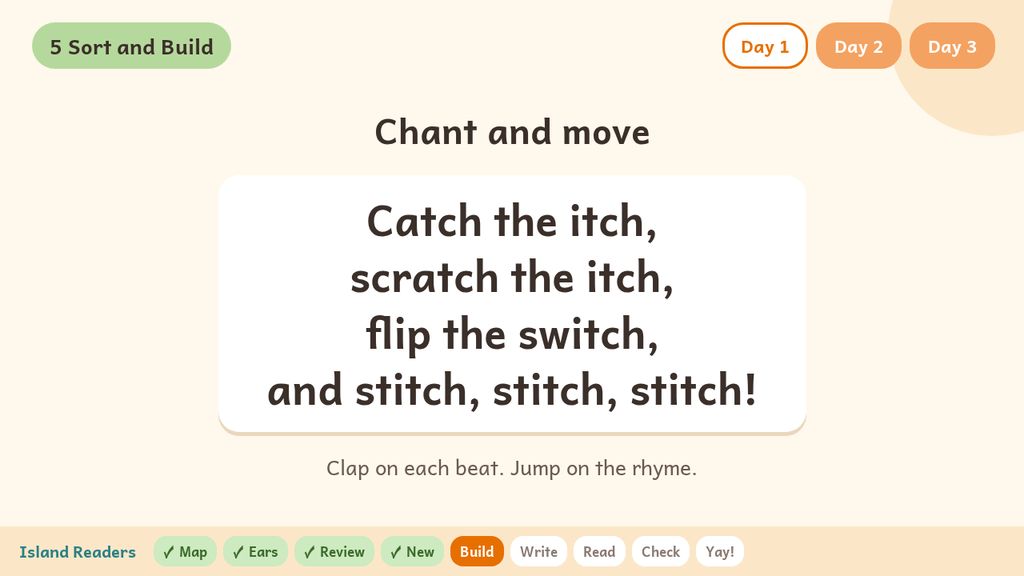 5 Sort and Build
Day 1 Day 2 Day 3
Chant and move
Catch the itch,
scratch the itch,
flip the switch,
and stitch, stitch, stitch!
Clap on each beat. Jump on the rhyme.
Island Readers ✓ Map ✓ Ears ✓ Review ✓ New Build Write Read Check Yay!